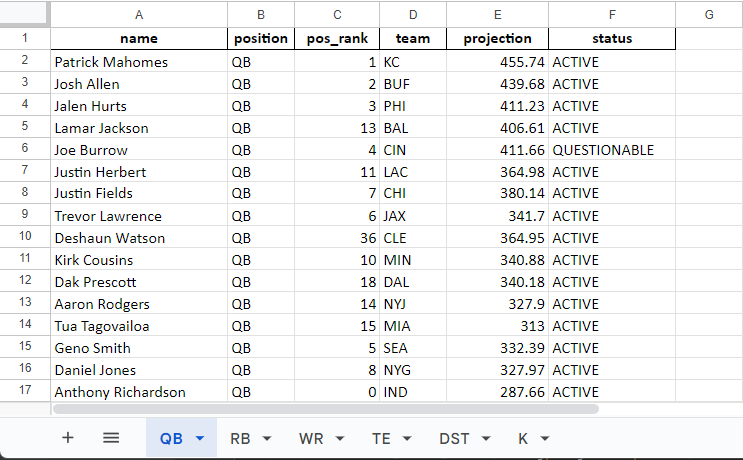 A B C D E F G
1 name position pos_rank team projection status
2 Patrick Mahomes QB 1 KC 455.74 ACTIVE
3 Josh Allen QB 2 BUF 439.68 ACTIVE
4 Jalen Hurts QB 3 PHI 411.23 ACTIVE
5 Lamar Jackson QB 13 BAL 406.61 ACTIVE
6 Joe Burrow QB 4 CIN 411.66 QUESTIONABLE
7 Justin Herbert QB 11 LAC 364.98 ACTIVE
8 Justin Fields QB 7 CHI 380.14 ACTIVE
9 Trevor Lawrence QB 6 JAX 341.7 ACTIVE
10 Deshaun Watson QB 36 CLE 364.95 ACTIVE
11 Kirk Cousins QB 10 MIN 340.88 ACTIVE
12 Dak Prescott QB 18 DAL 340.18 ACTIVE
13 Aaron Rodgers QB 14 NYJ 327.9 ACTIVE
14 Tua Tagovailoa QB 15 MIA 313 ACTIVE
15 Geno Smith QB 5 SEA 332.39 ACTIVE
16 Daniel Jones QB 8 NYG 327.97 ACTIVE
17 Anthony Richardson QB 0 IND 287.66 ACTIVE
QB RB WR TE DST K